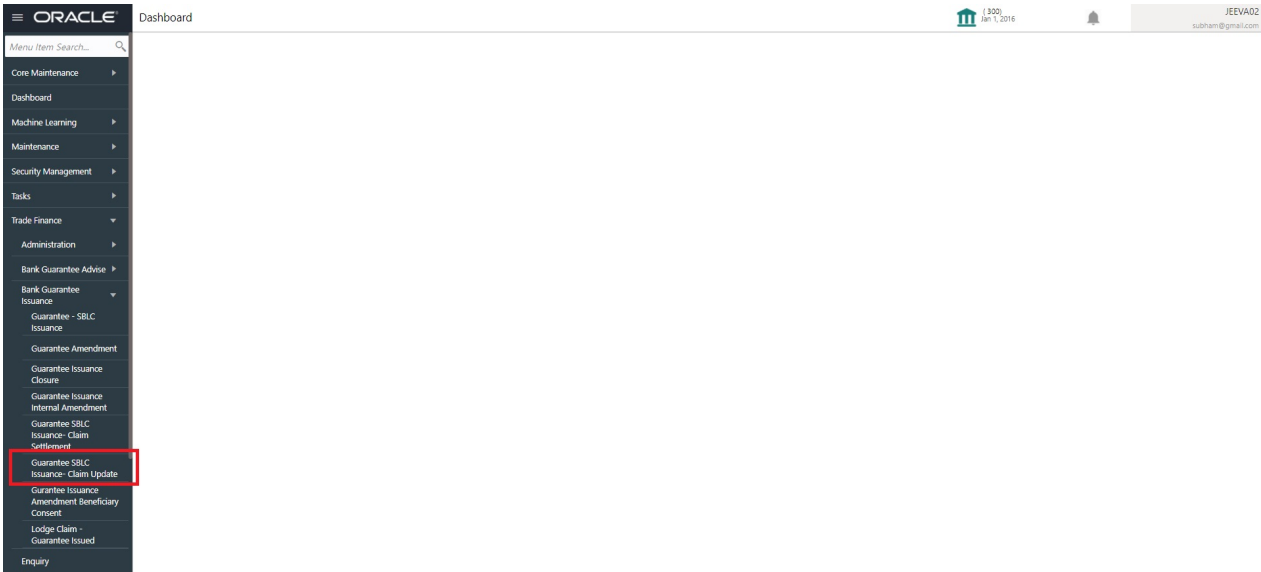 ORACLE
Dashboard
( 300)
Jan 1, 2016
JEEVA02
subham@gmail.com
Menu Item Search...
Core Maintenance
Dashboard
Machine Learning
Maintenance
Security Management
Tasks
Trade Finance
Administration
Bank Guarantee Advise
Bank Guarantee
Issuance
Guarantee - SBLC
Issuance
Guarantee Amendment
Guarantee Issuance
Closure
Guarantee Issuance
Internal Amendment
Guarantee SBLC
Issuance- Claim
Settlement
Guarantee SBLC
Issuance- Claim Update
Gurantee Issuance
Amendment Beneficiary
Consent
Lodge Claim -
Guarantee Issued
Enquiry